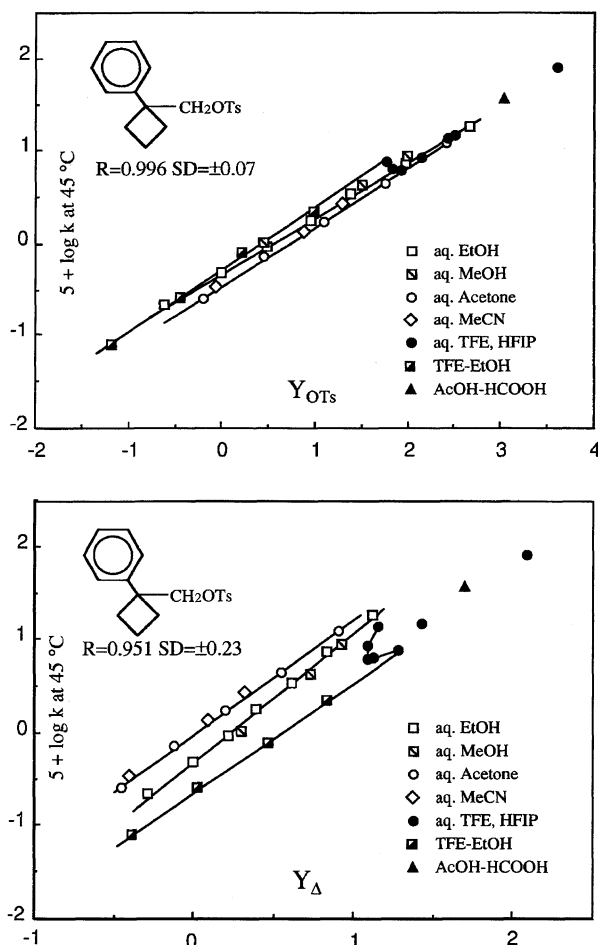 2
1
0
-1
-2
5 + log k at 45 °C
CH2OTs
R=0.996 SD=±0.07
aq. EtOH
aq. MeOH
aq. Acetone
aq. MeCN
aq. TFE, HFIP
TFE-EtOH
AcOH-HCOOH
YOTs
-2 -1 0 1 2 3 4
2
1
0
-1
-2
5 + log k at 45 °C
CH2OTs
R=0.951 SD=±0.23
aq. EtOH
aq. MeOH
aq. Acetone
aq. MeCN
aq. TFE, HFIP
TFE-EtOH
AcOH-HCOOH
YΔ
-1 0 1 2